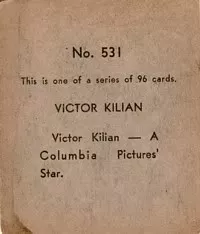 No. 531
This is one of a series of 96 cards.
VICTOR KILIAN
Victor Kilian — A
Columbia Pictures'
Star.